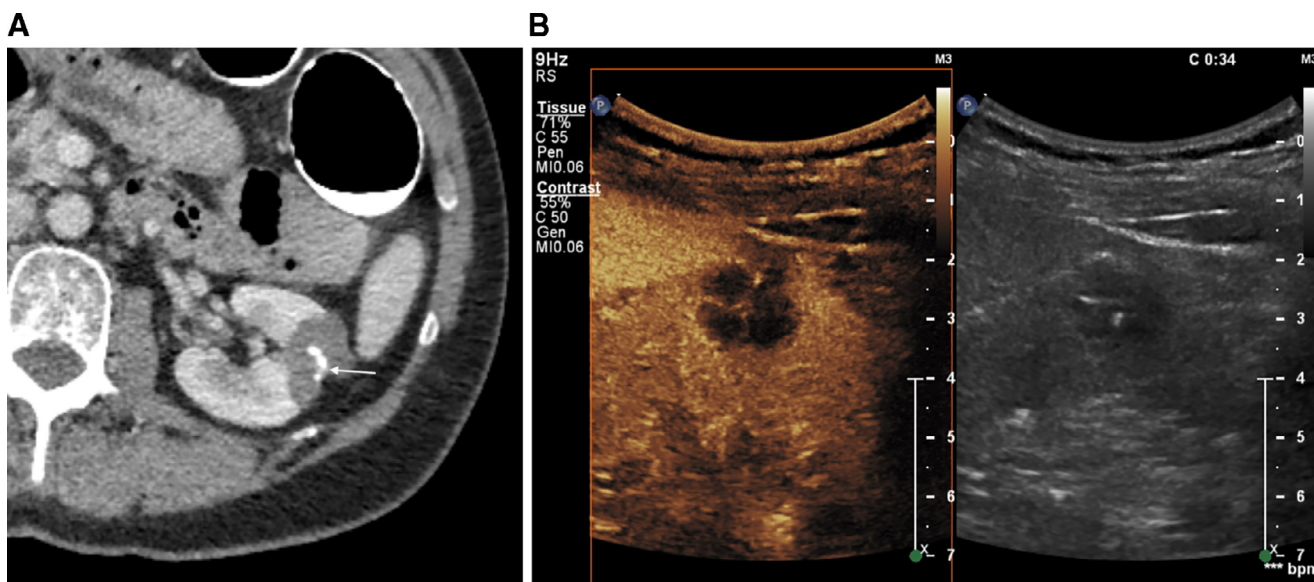 A
B
9Hz
RS
M3
C 0:34
M3
P
P
Tissue
71%
C 55
Pen
MI0.06
Contrast
55%
C 50
Gen
MI0.06
0
1
2
3
4
5
6
X
7
0
1
2
3
4
5
6
X
7
*** bpm